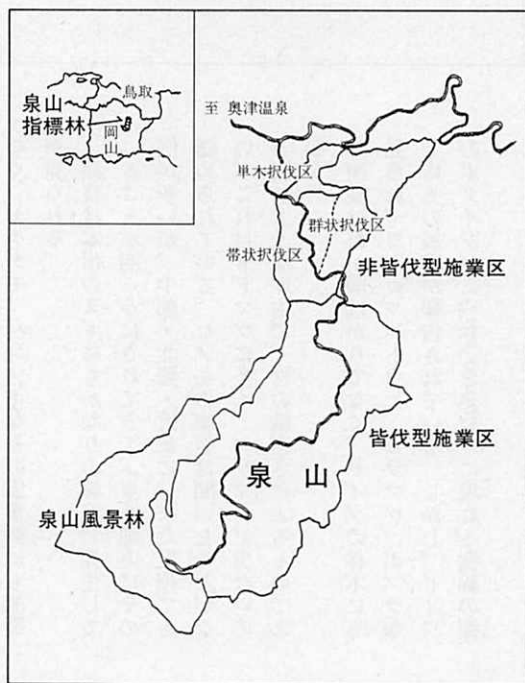 鳥取
泉山
指標林
岡
山
至 奥津温泉
単木択伐区
群状択伐区
帯状択伐区
非皆伐型施業区
皆伐型施業区
泉 山
泉山風景林